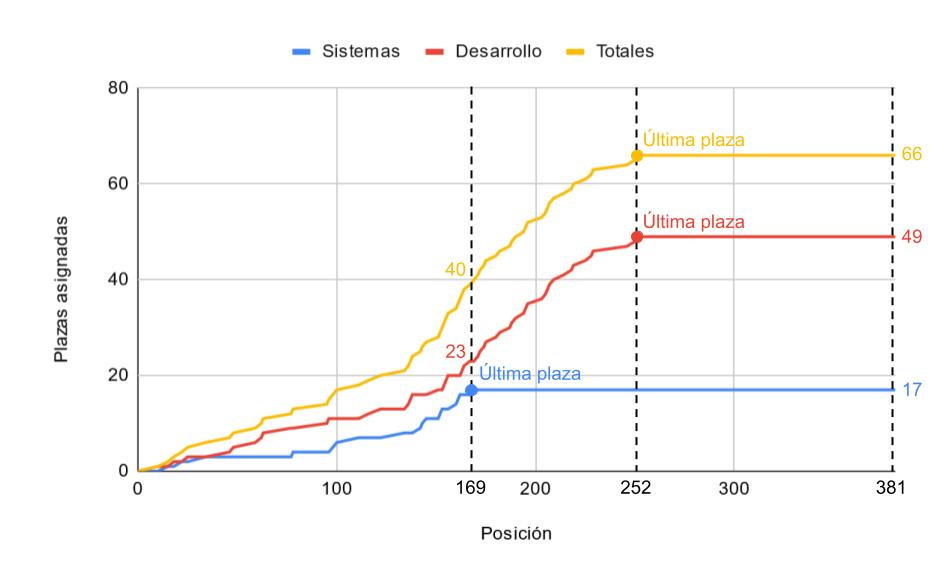 Sistemas Desarrollo Totales
80
Última plaza
66
60
Última plaza
49
Plazas asignadas
40
40
23
20
Última plaza
17
0
0 100 169 200 252 300 381
Posición